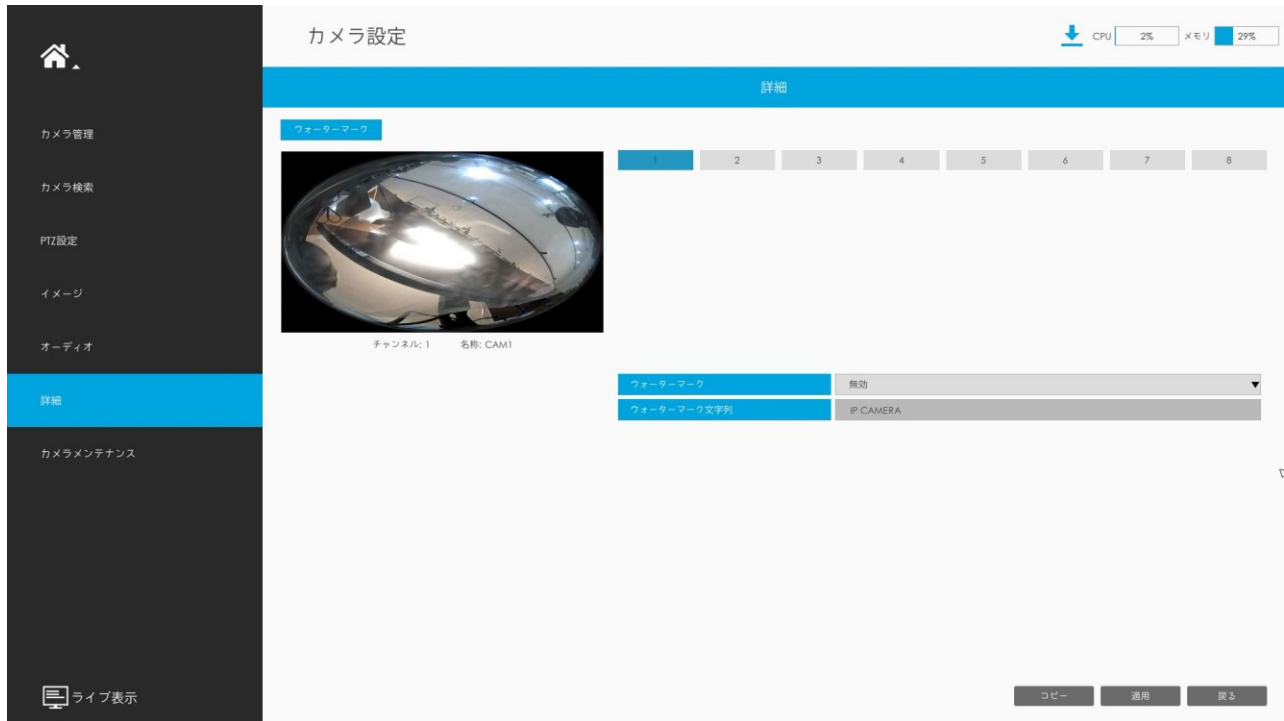 カメラ設定
CPU 2% メモリ 29%
詳細
カメラ管理
カメラ検索
PTZ設定
イメージ
オーディオ
詳細
カメラメンテナンス
ライブ表示
ウォーターマーク
1 2 3 4 5 6 7 8
チャンネル: 1 名称: CAM1
ウォーターマーク 無効
ウォーターマーク文字列 IP CAMERA
コピー 適用 戻る